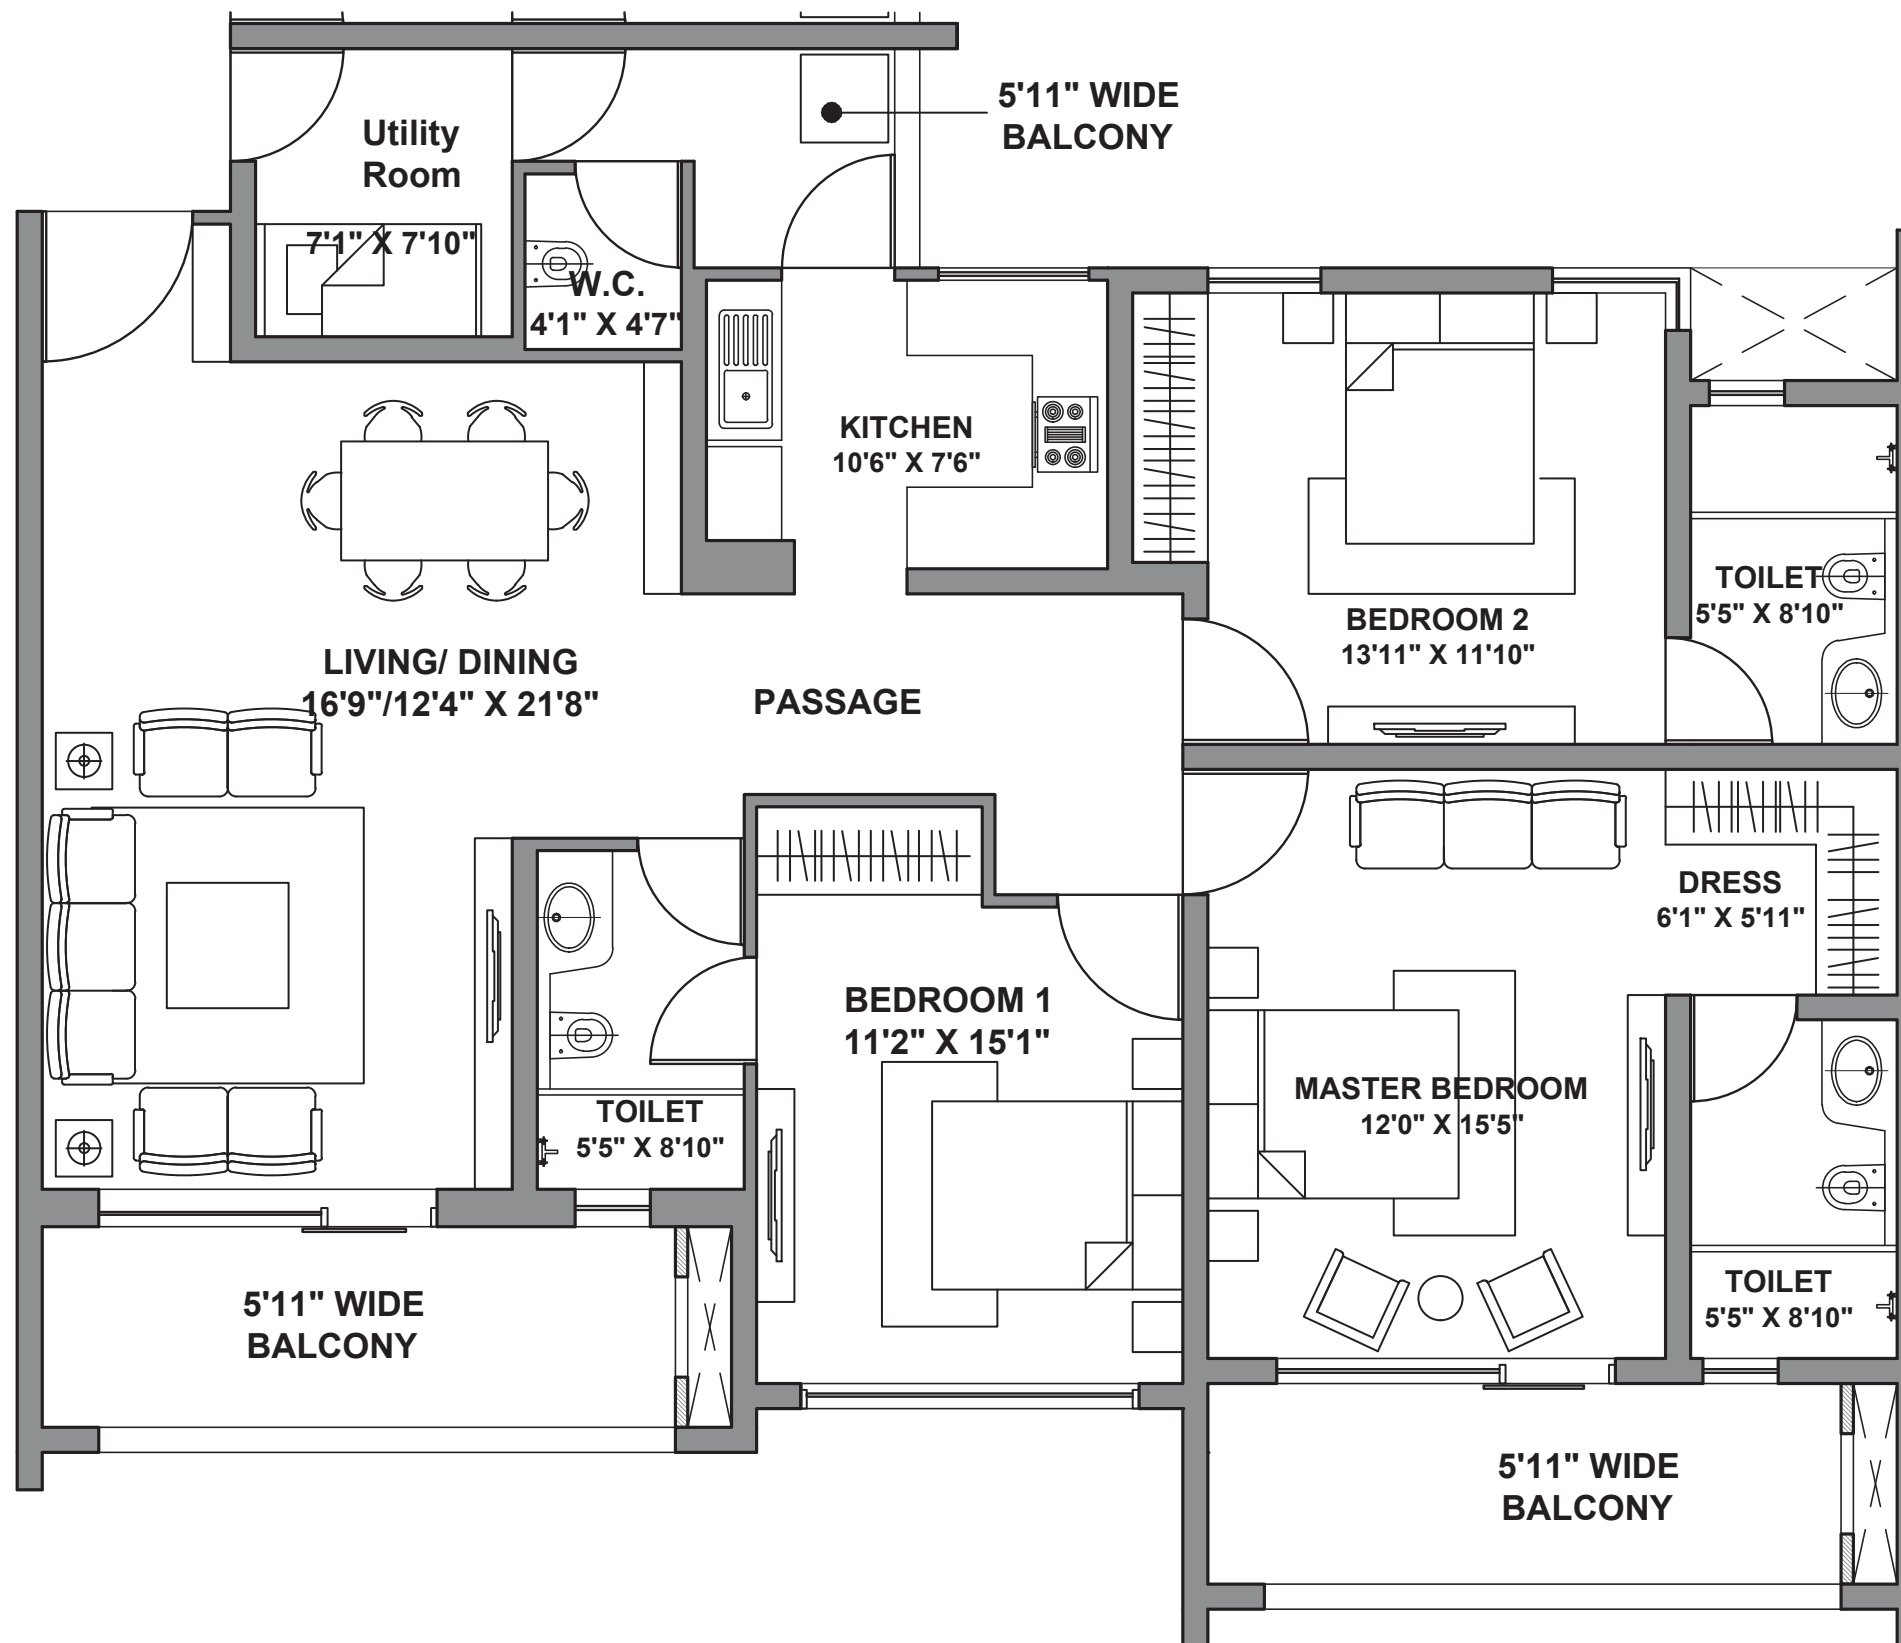 5'11" WIDE
BALCONY
Utility
Room
7'1" X 7'10"
W.C.
4'1" X 4'7"
KITCHEN
10'6" X 7'6"
BEDROOM 2
13'11" X 11'10"
TOILET
5'5" X 8'10"
LIVING/ DINING
16'9"/12'4" X 21'8"
PASSAGE
DRESS
6'1" X 5'11"
BEDROOM 1
11'2" X 15'1"
MASTER BEDROOM
12'0" X 15'5"
TOILET
5'5" X 8'10"
TOILET
5'5" X 8'10"
5'11" WIDE
BALCONY
5'11" WIDE
BALCONY